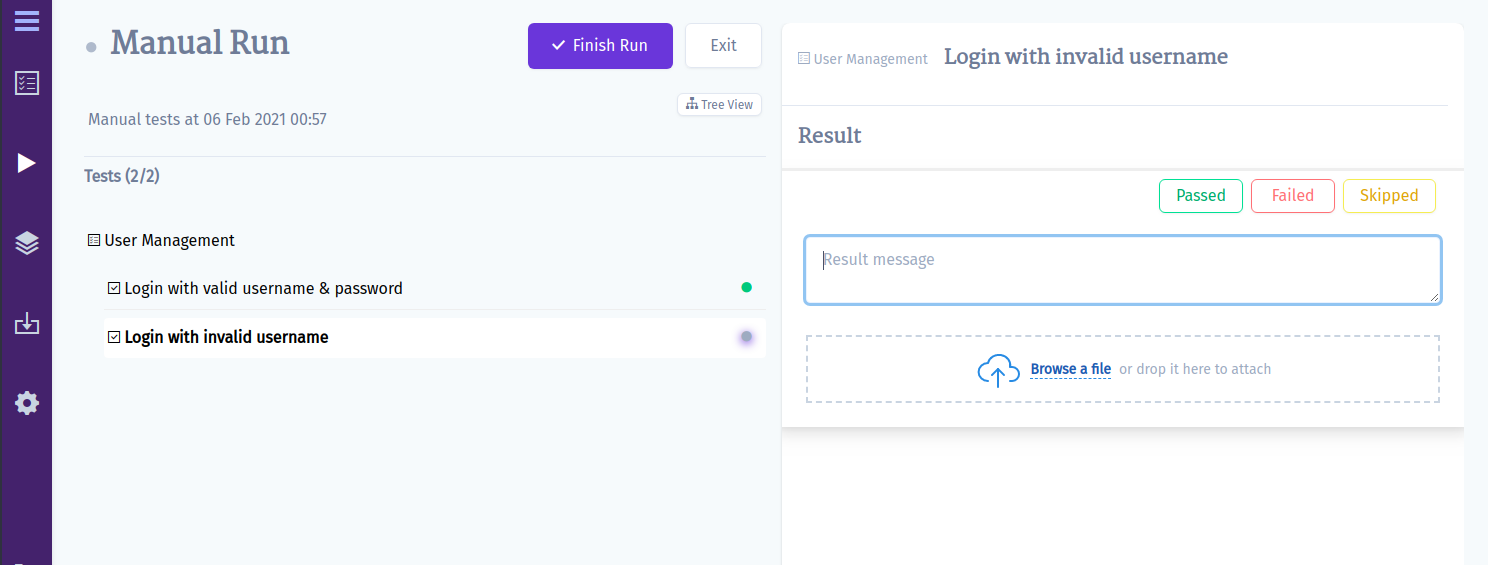 Manual Run
Finish Run
Exit
Tree View
Manual tests at 06 Feb 2021 00:57
Tests (2/2)
User Management
Login with valid username & password
Login with invalid username
User Management Login with invalid username
Result
Passed Failed Skipped
Result message
Browse a file or drop it here to attach